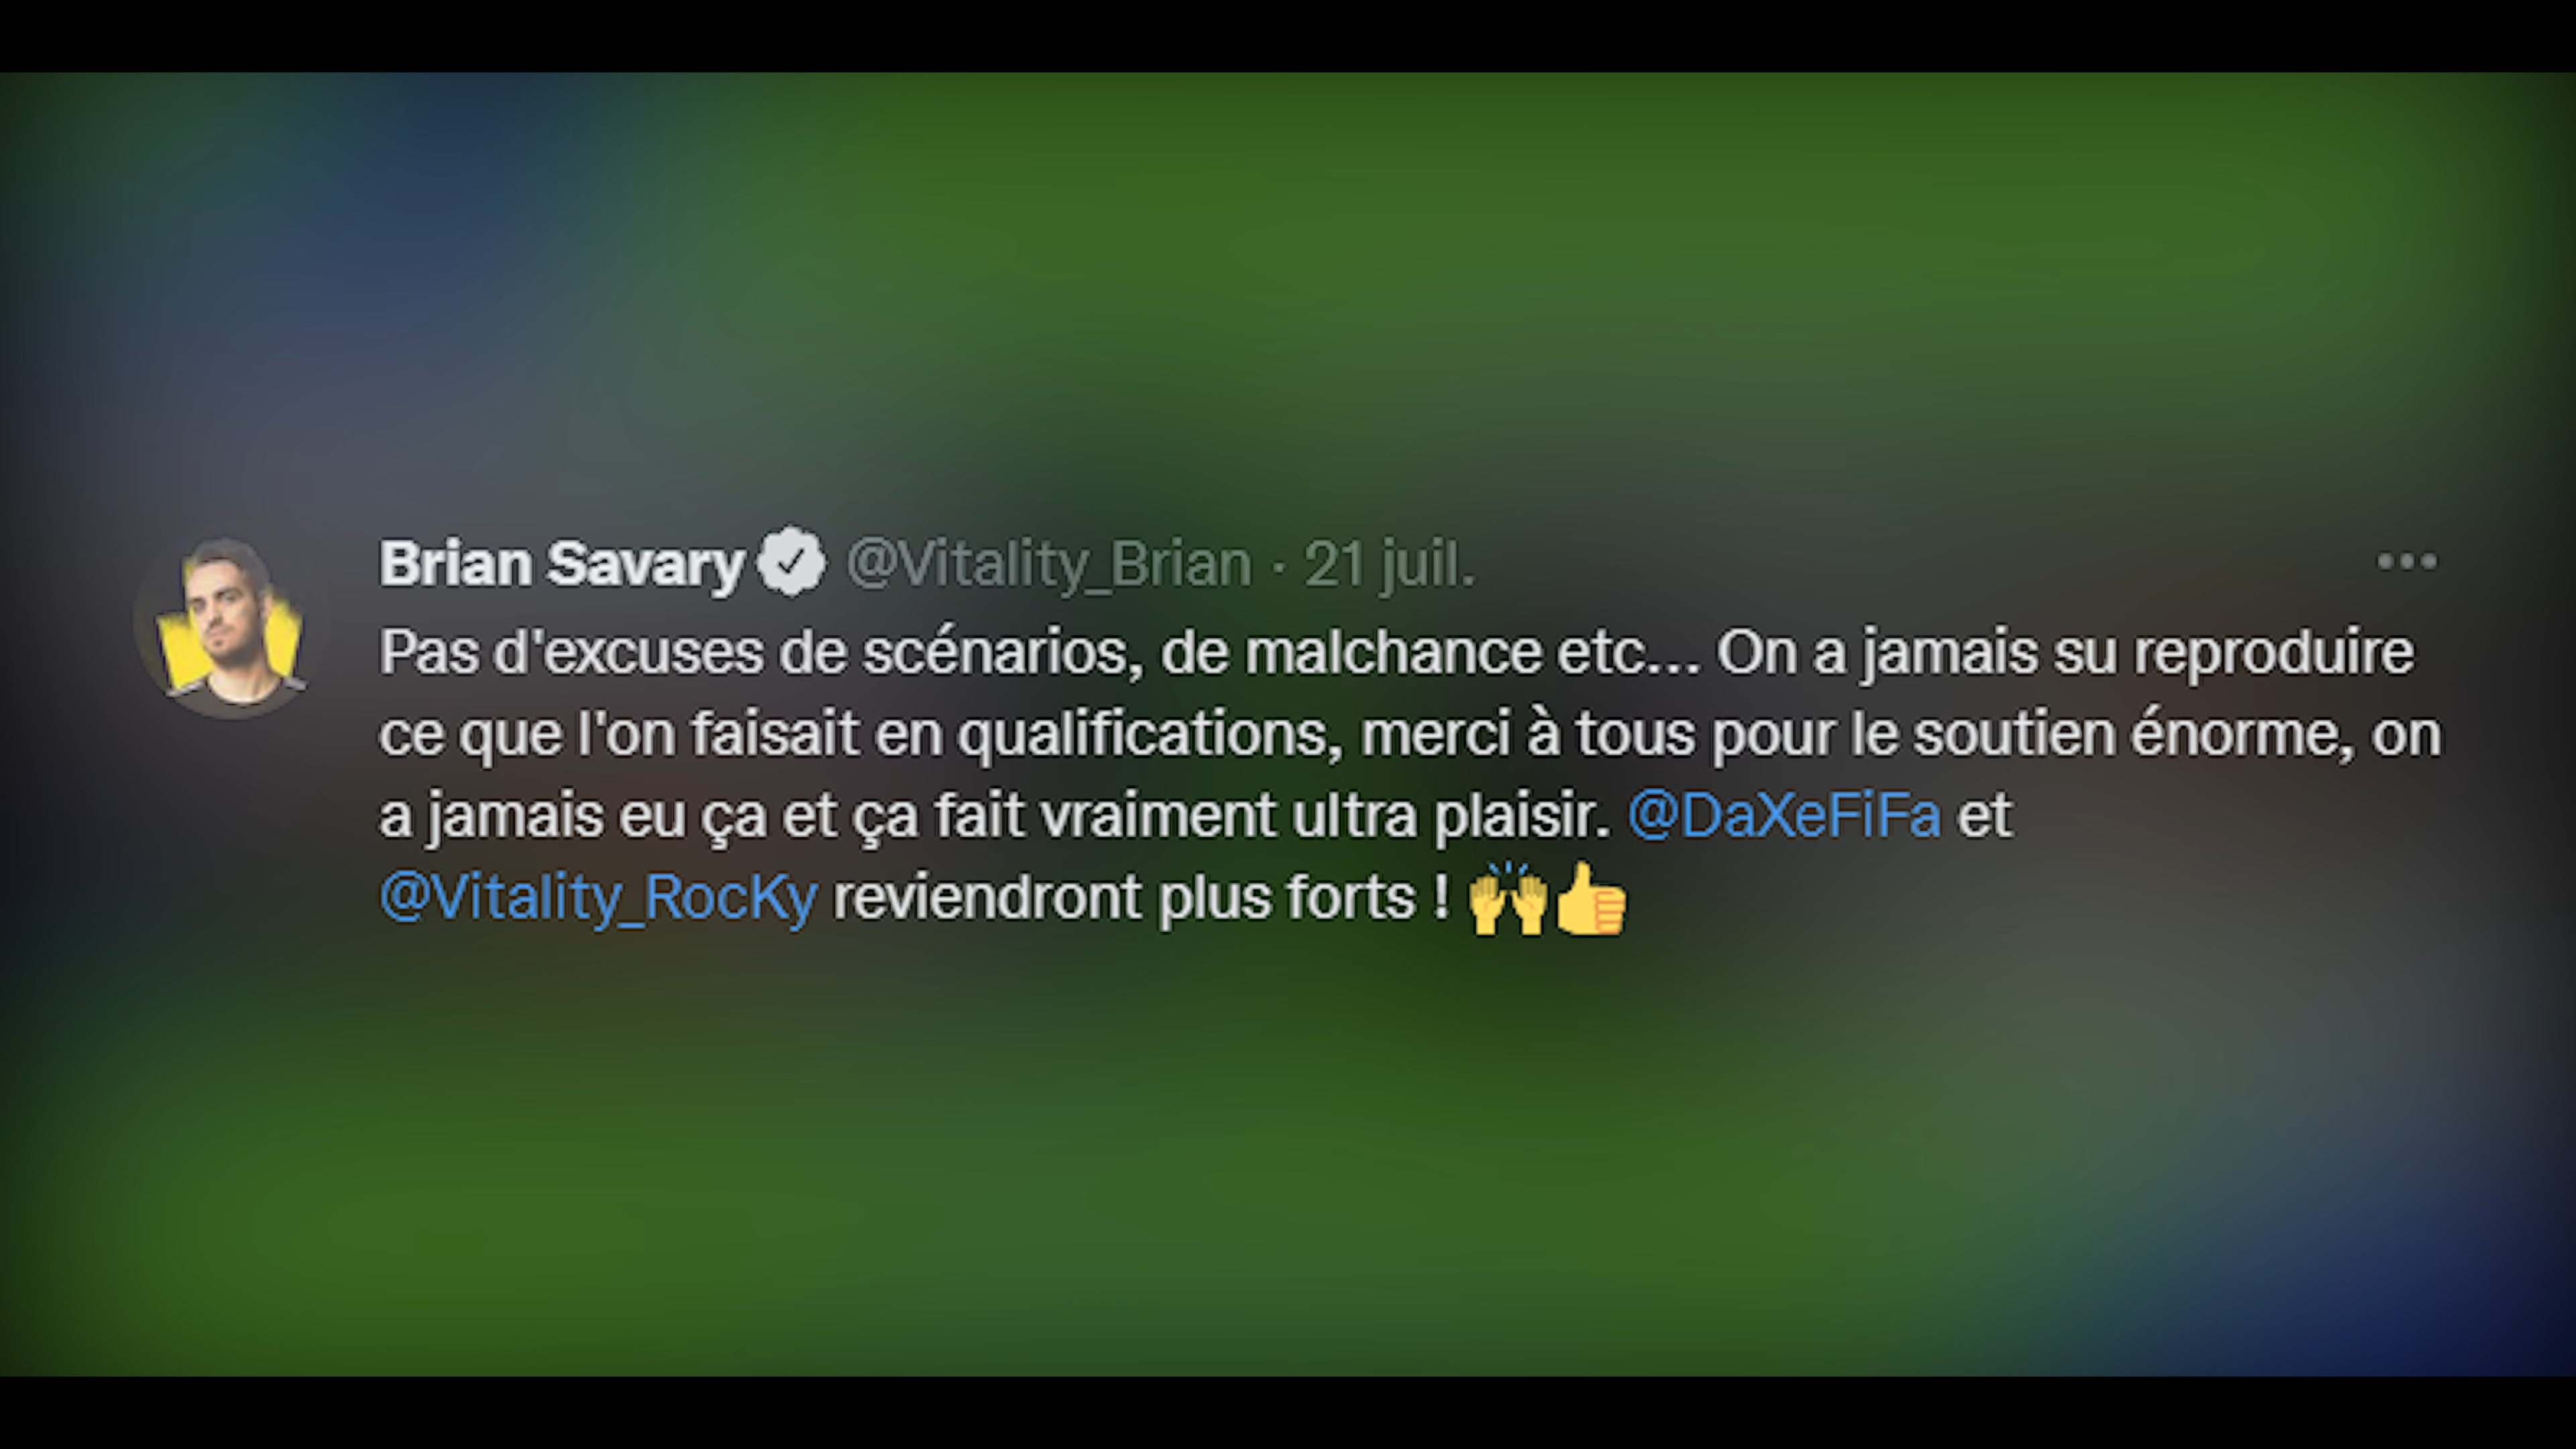 Brian Savary @Vitality_Brian · 21 juil.
Pas d'excuses de scénarios, de malchance etc... On a jamais su reproduire
ce que l'on faisait en qualifications, merci à tous pour le soutien énorme, on
a jamais eu ça et ça fait vraiment ultra plaisir. @DaXeFiFa et
@Vitality_RocKy reviendront plus forts ! 🙌👍